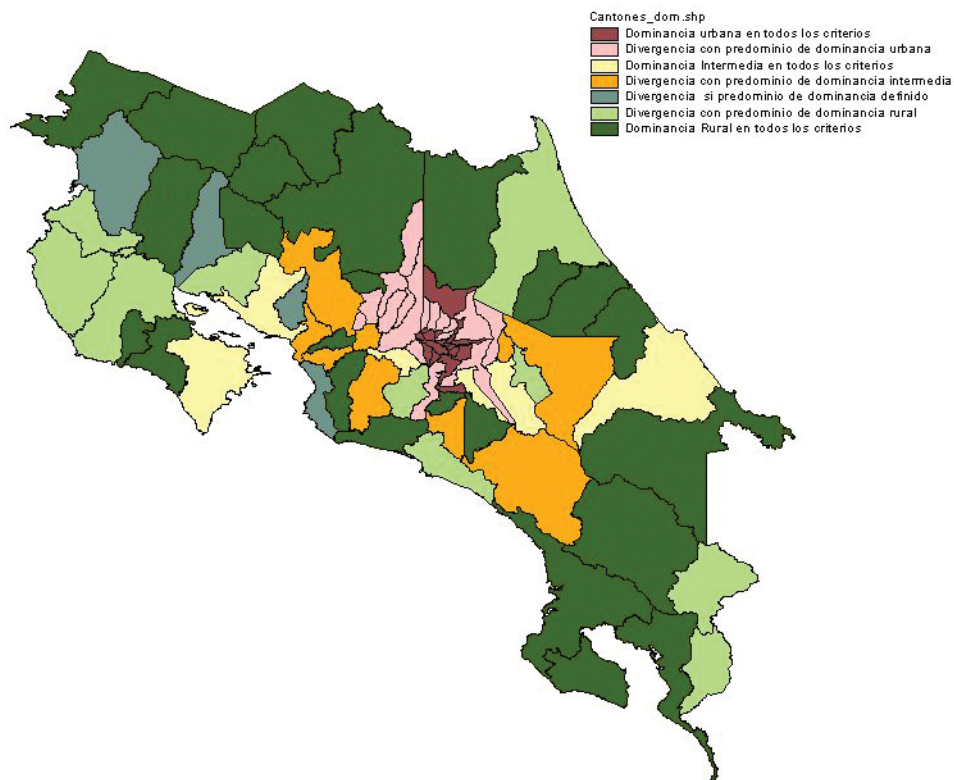 Cantones_dom.shp
Dominancia urbana en todos los criterios
Divergencia con predominio de dominancia urbana
Dominancia Intermedia en todos los criterios
Divergencia con predominio de dominancia intermedia
Divergencia si predominio de dominancia definido
Divergencia con predominio de dominancia rural
Dominancia Rural en todos los criterios